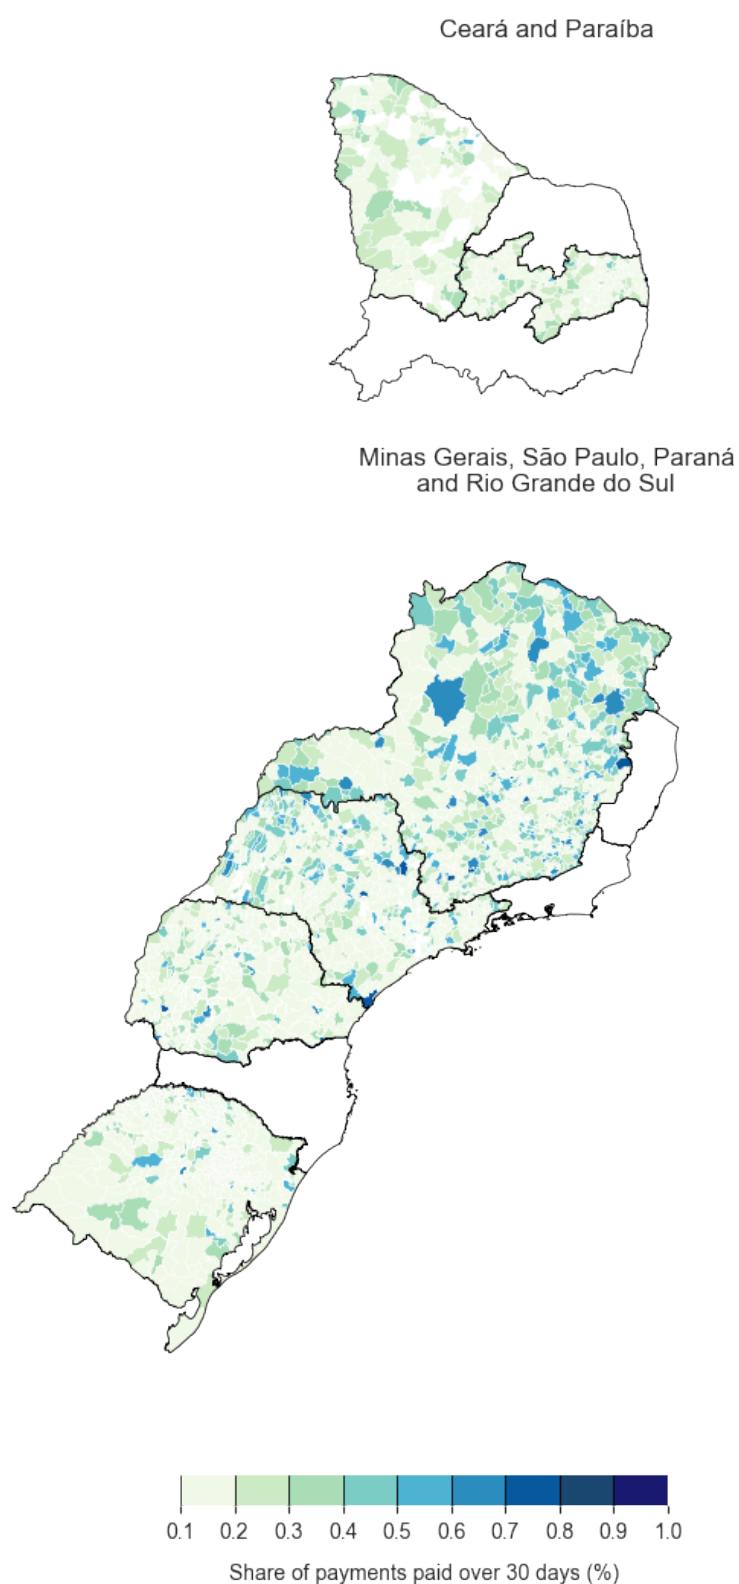 Ceará and Paraíba
Minas Gerais, São Paulo, Paraná
and Rio Grande do Sul
0.1 0.2 0.3 0.4 0.5 0.6 0.7 0.8 0.9 1.0
Share of payments paid over 30 days (%)